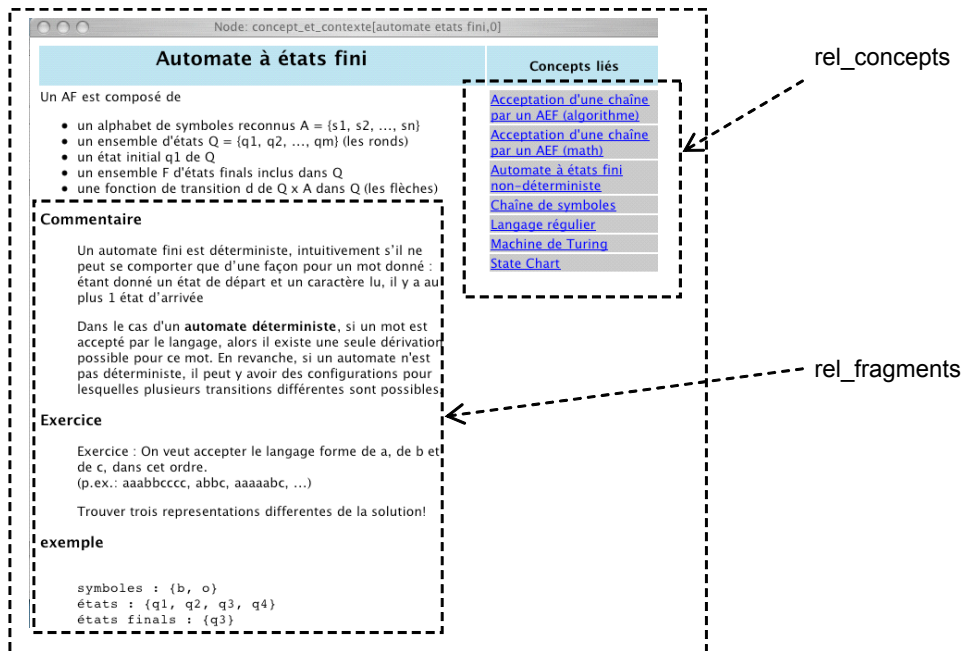 Node: concept_et_contexte[automate etats fini,0]
Automate à états fini
Concepts liés
Un AF est composé de
• un alphabet de symboles reconnus A = {s1, s2, ..., sn}
• un ensemble d'états Q = {q1, q2, ..., qm} (les ronds)
• un état initial q1 de Q
• un ensemble F d'états finals inclus dans Q
• une fonction de transition d de Q x A dans Q (les flèches)
Commentaire
Un automate fini est déterministe, intuitivement s'il ne
peut se comporter que d'une façon pour un mot donné :
étant donné un état de départ et un caractère lu, il y a au
plus 1 état d'arrivée
Dans le cas d'un automate déterministe, si un mot est
accepté par le langage, alors il existe une seule dérivation
possible pour ce mot. En revanche, si un automate n'est
pas déterministe, il peut y avoir des configurations pour
lesquelles plusieurs transitions différentes sont possibles.
Exercice
Exercice : On veut accepter le langage forme de a, de b et
de c, dans cet ordre.
(p.ex.: aaabbcccc, abbc, aaaaabc, ...)
Trouver trois representations differentes de la solution!
exemple
symboles : {b, o}
états : {q1, q2, q3, q4}
états finals : {q3}
Acceptation d'une chaîne
par un AEF (algorithme)
Acceptation d'une chaîne
par un AEF (math)
Automate à états fini
non-déterministe
Chaîne de symboles
Langage régulier
Machine de Turing
State Chart
rel_concepts
rel_fragments